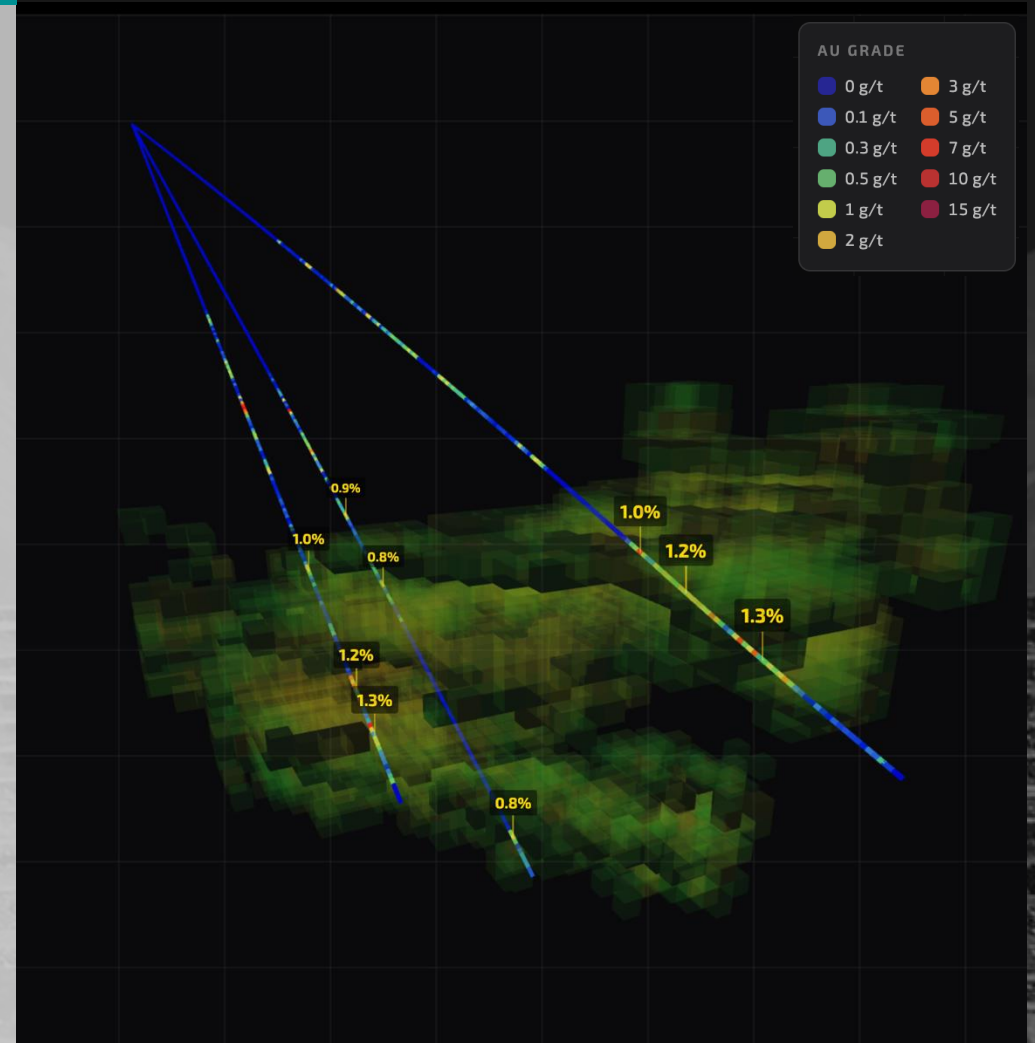 AU GRADE
0 g/t
0.1 g/t
0.3 g/t
0.5 g/t
1 g/t
2 g/t
3 g/t
5 g/t
7 g/t
10 g/t
15 g/t
0.9%
1.0%
1.0%
1.2%
0.8%
1.3%
1.2%
1.3%
0.8%